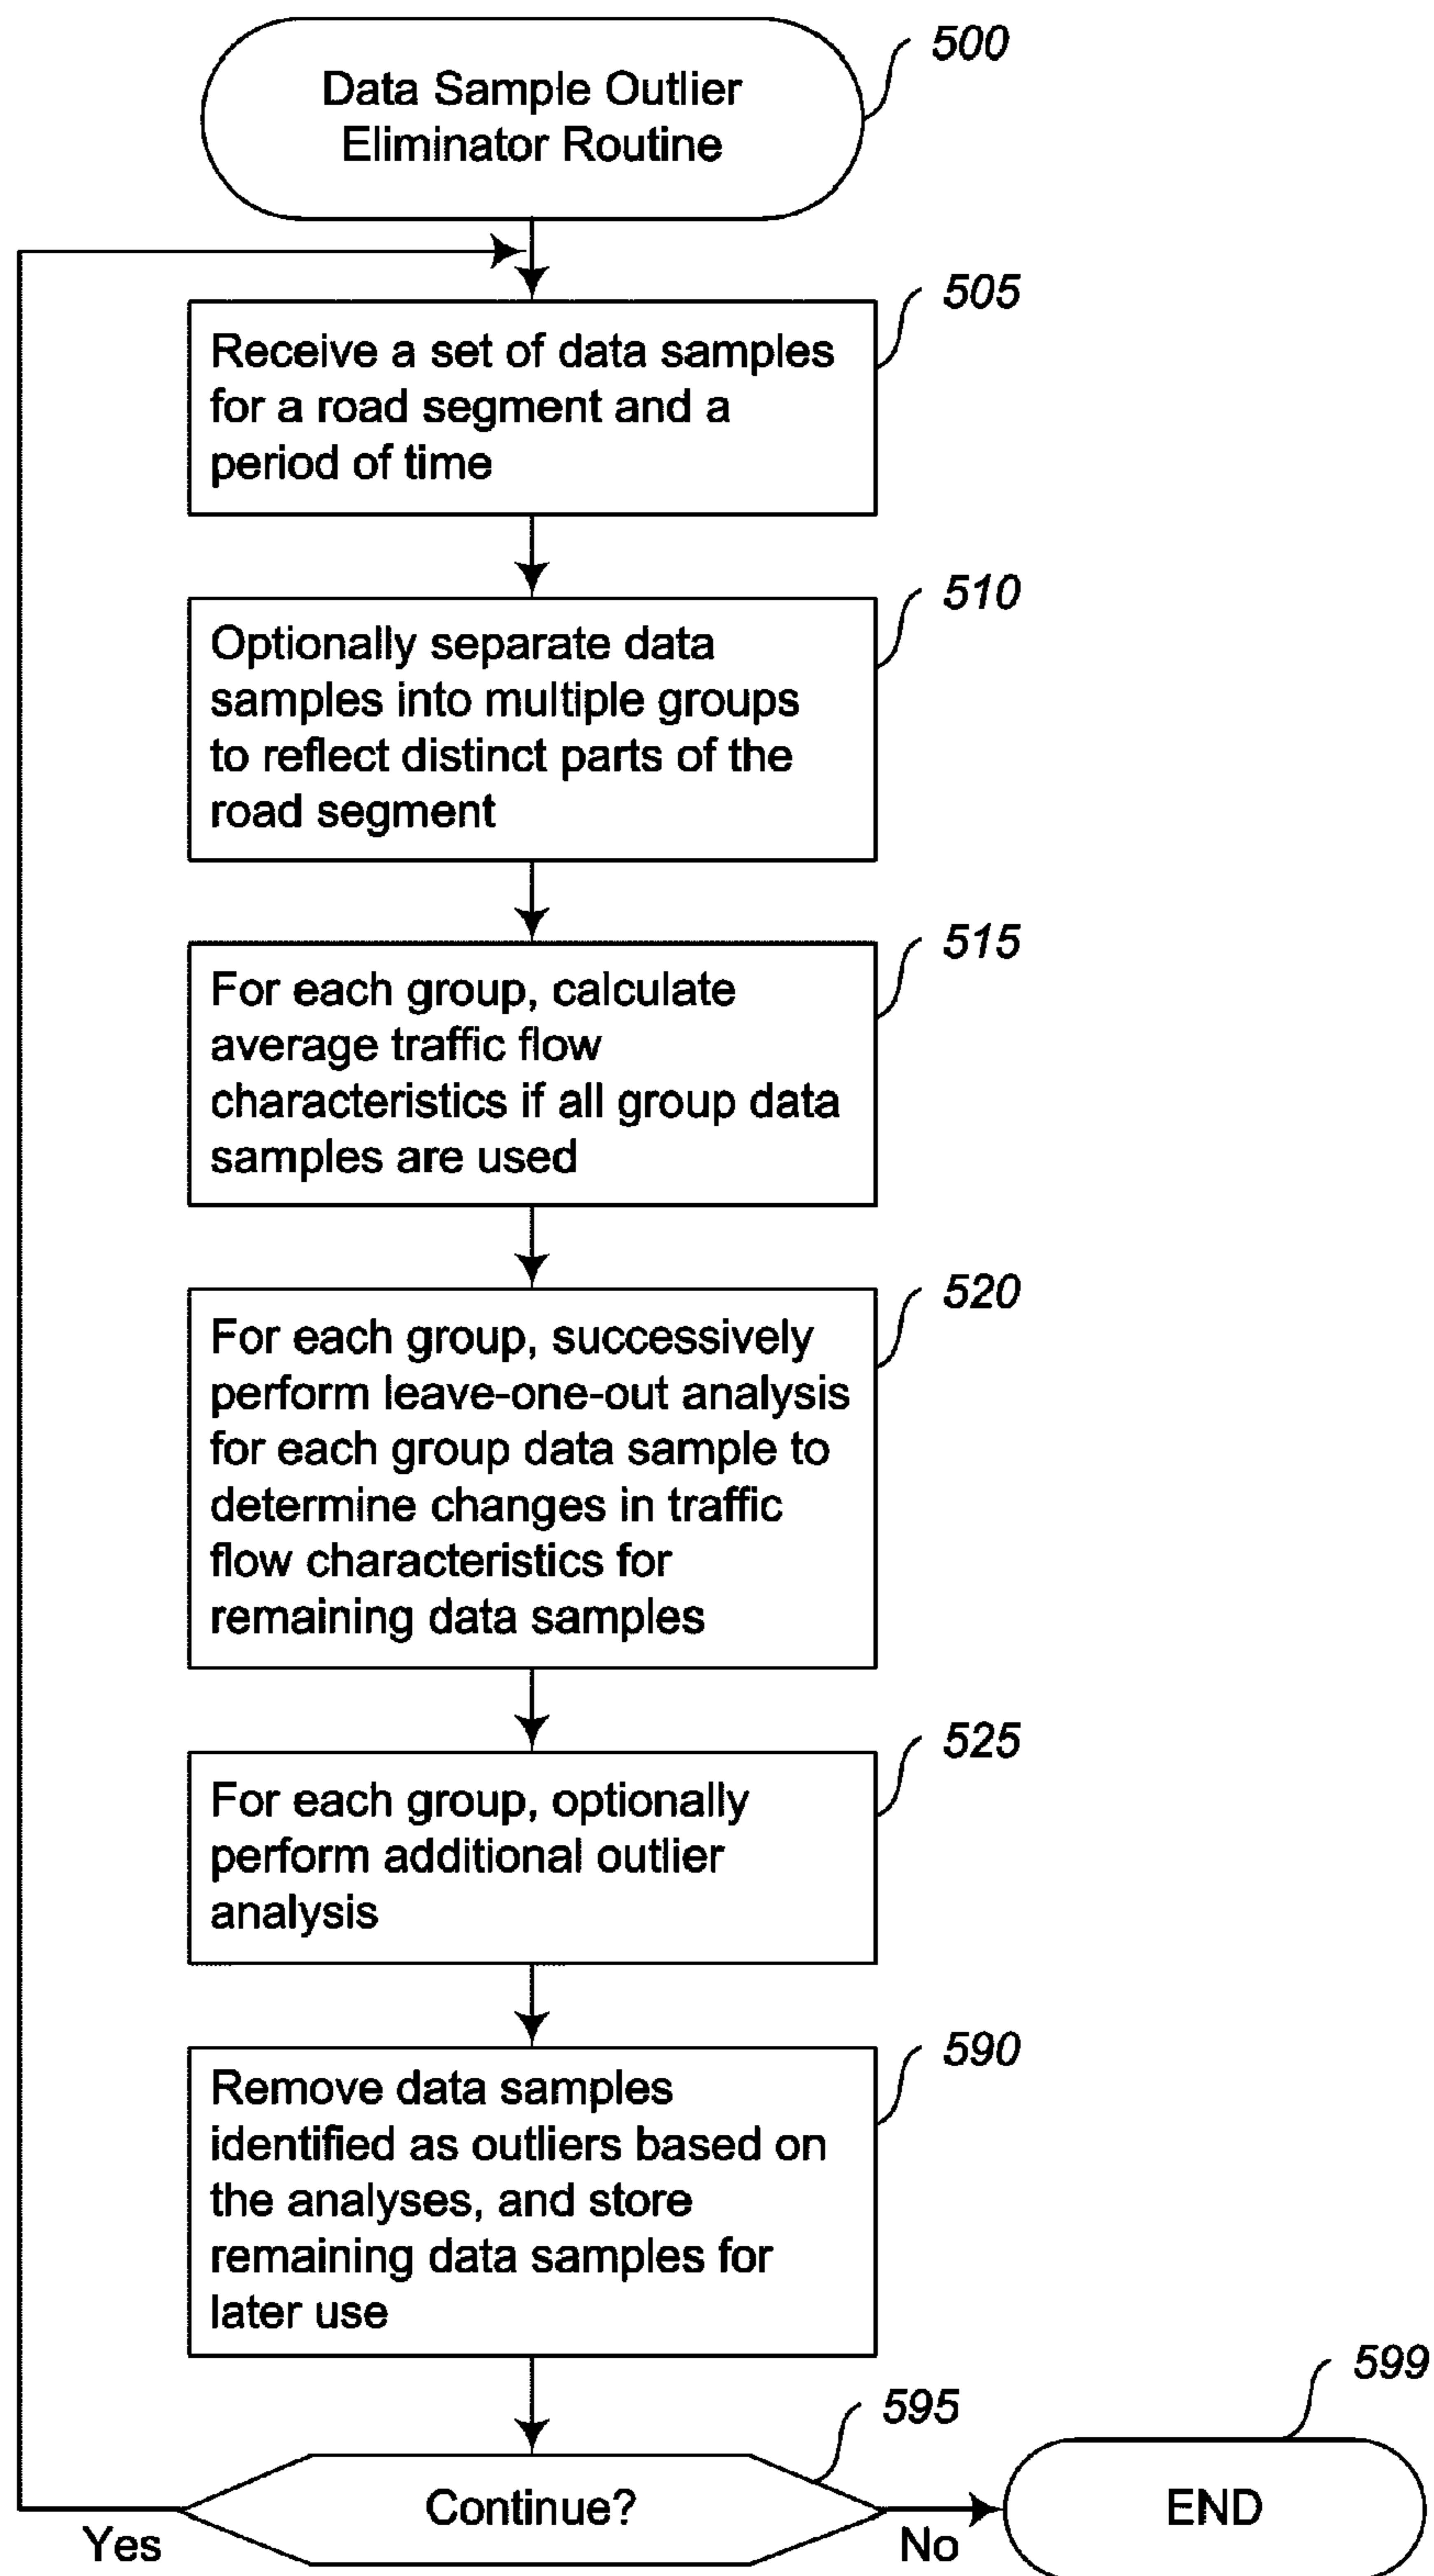 500
Data Sample Outlier
Eliminator Routine
505
Receive a set of data samples
for a road segment and a
period of time
510
Optionally separate data
samples into multiple groups
to reflect distinct parts of the
road segment
515
For each group, calculate
average traffic flow
characteristics if all group data
samples are used
520
For each group, successively
perform leave-one-out analysis
for each group data sample to
determine changes in traffic
flow characteristics for
remaining data samples
525
For each group, optionally
perform additional outlier
analysis
590
Remove data samples
identified as outliers based on
the analyses, and store
remaining data samples for
later use
595
599
Continue?
END
Yes
No